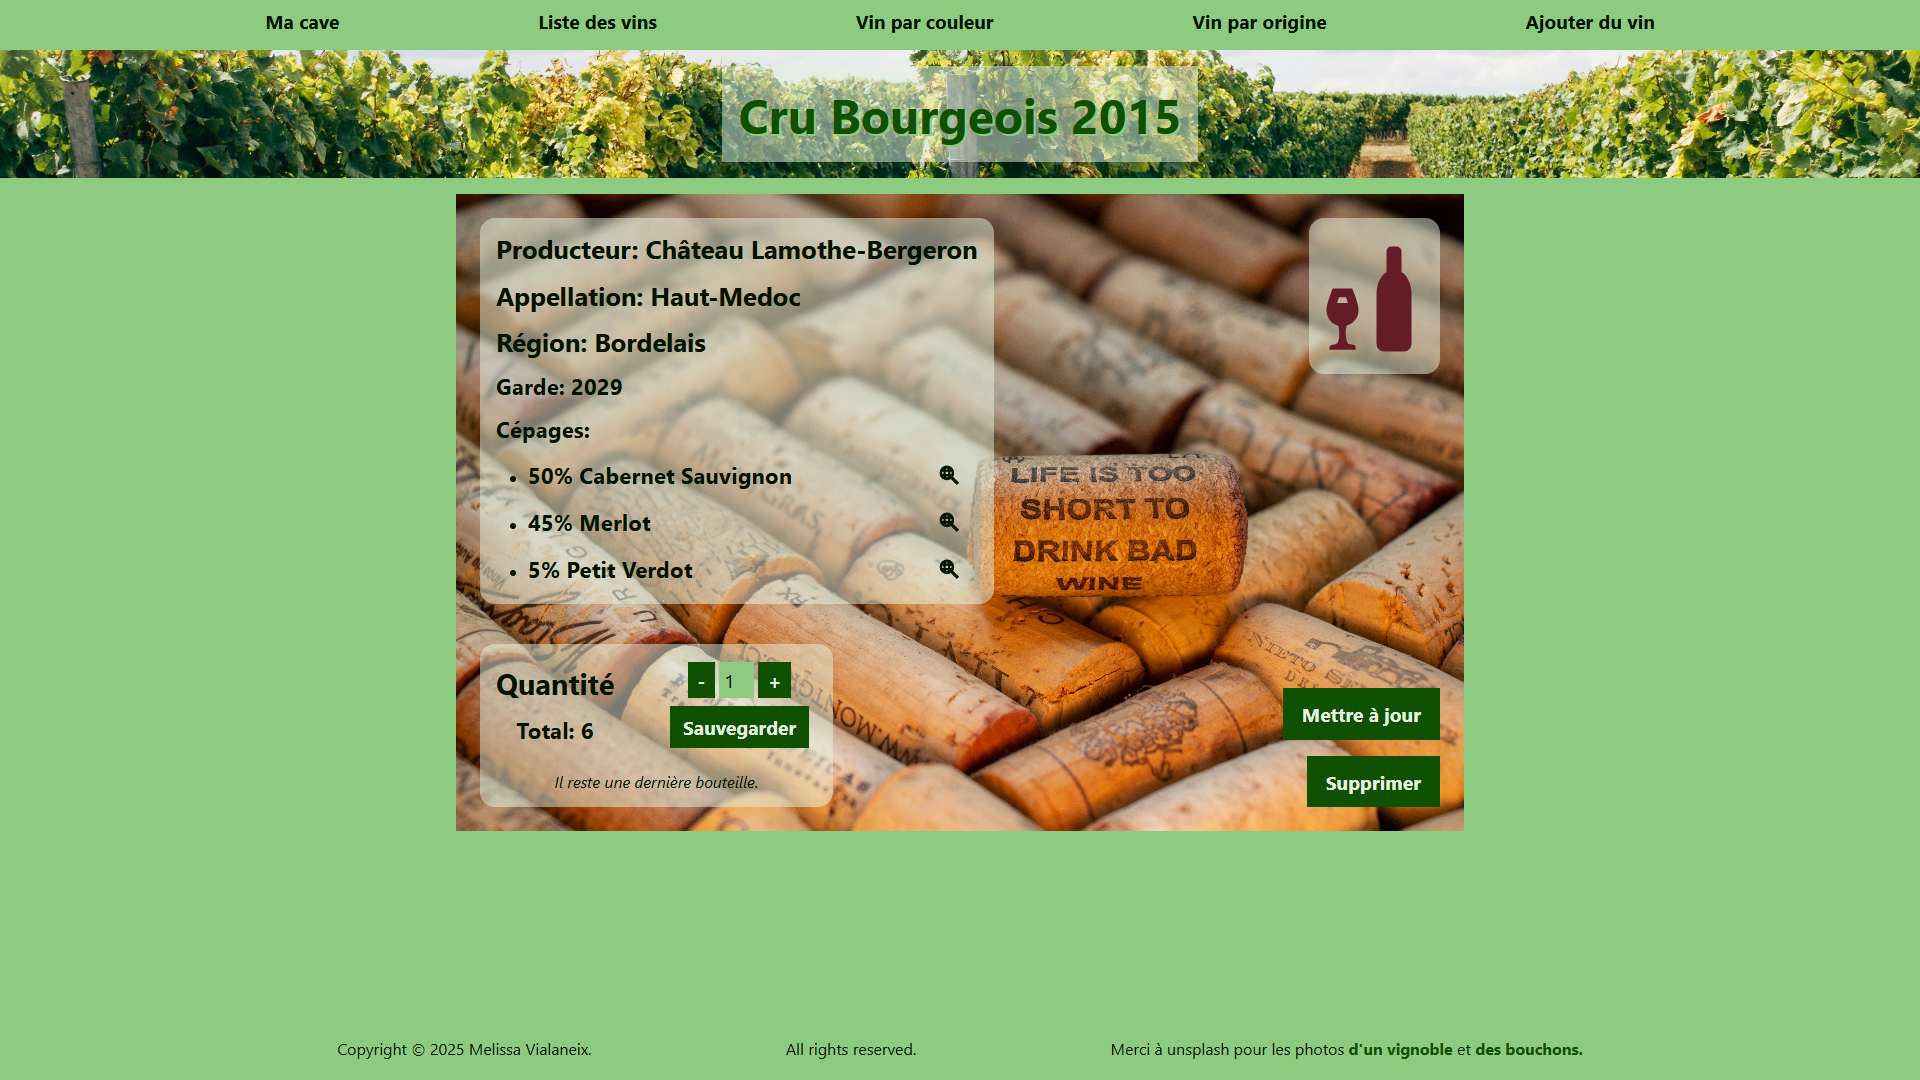 Ma cave
Liste des vins
Vin par couleur
Vin par origine
Ajouter du vin
Cru Bourgeois 2015
Producteur: Château Lamothe-Bergeron
Appellation: Haut-Medoc
Région: Bordelais
Garde: 2029
Cépages:
50% Cabernet Sauvignon
45% Merlot
5% Petit Verdot
LIFE IS TOO
SHORT TO
DRINK BAD
WINE
Quantité
- 1 +
Total: 6
Sauvegarder
Il reste une dernière bouteille.
NIETO
Mettre à jour
Supprimer
Copyright © 2025 Melissa Vialaneix.
All rights reserved.
Merci à unsplash pour les photos d'un vignoble et des bouchons.